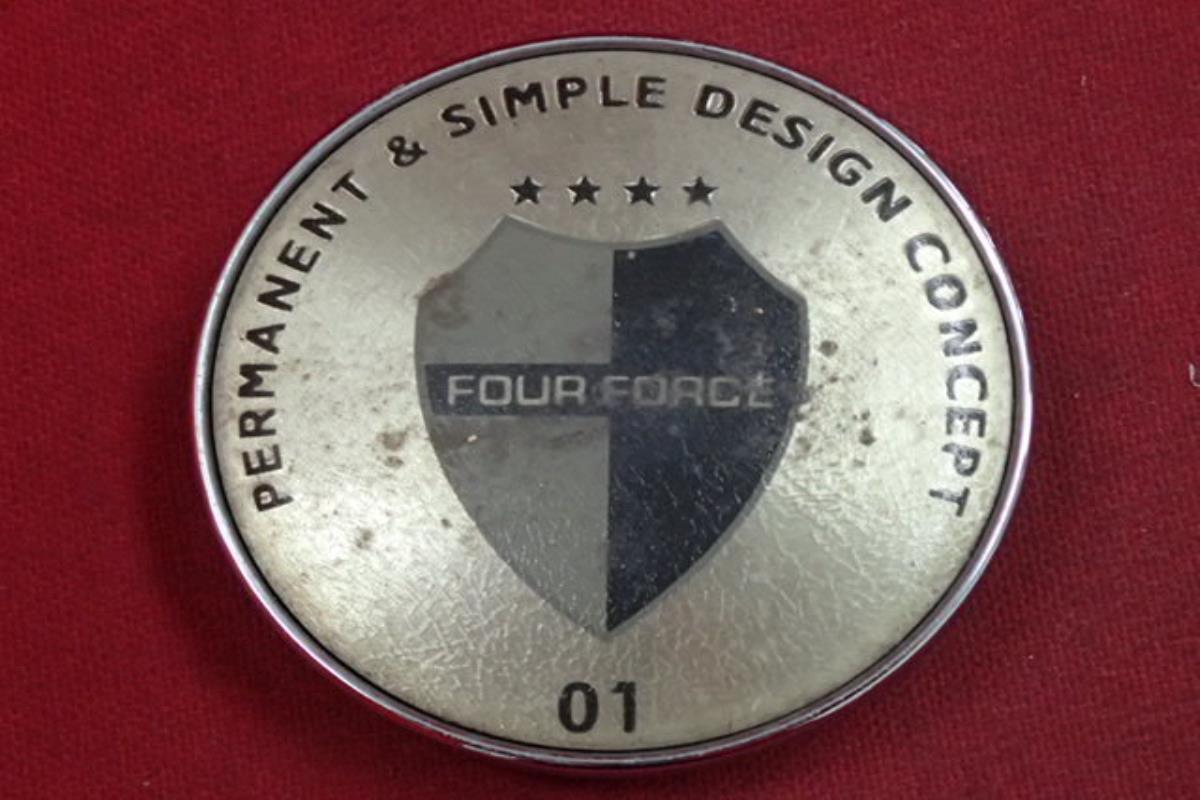 PERMANENT & SIMPLE DESIGN CONCEPT
FOUR FORCE
01